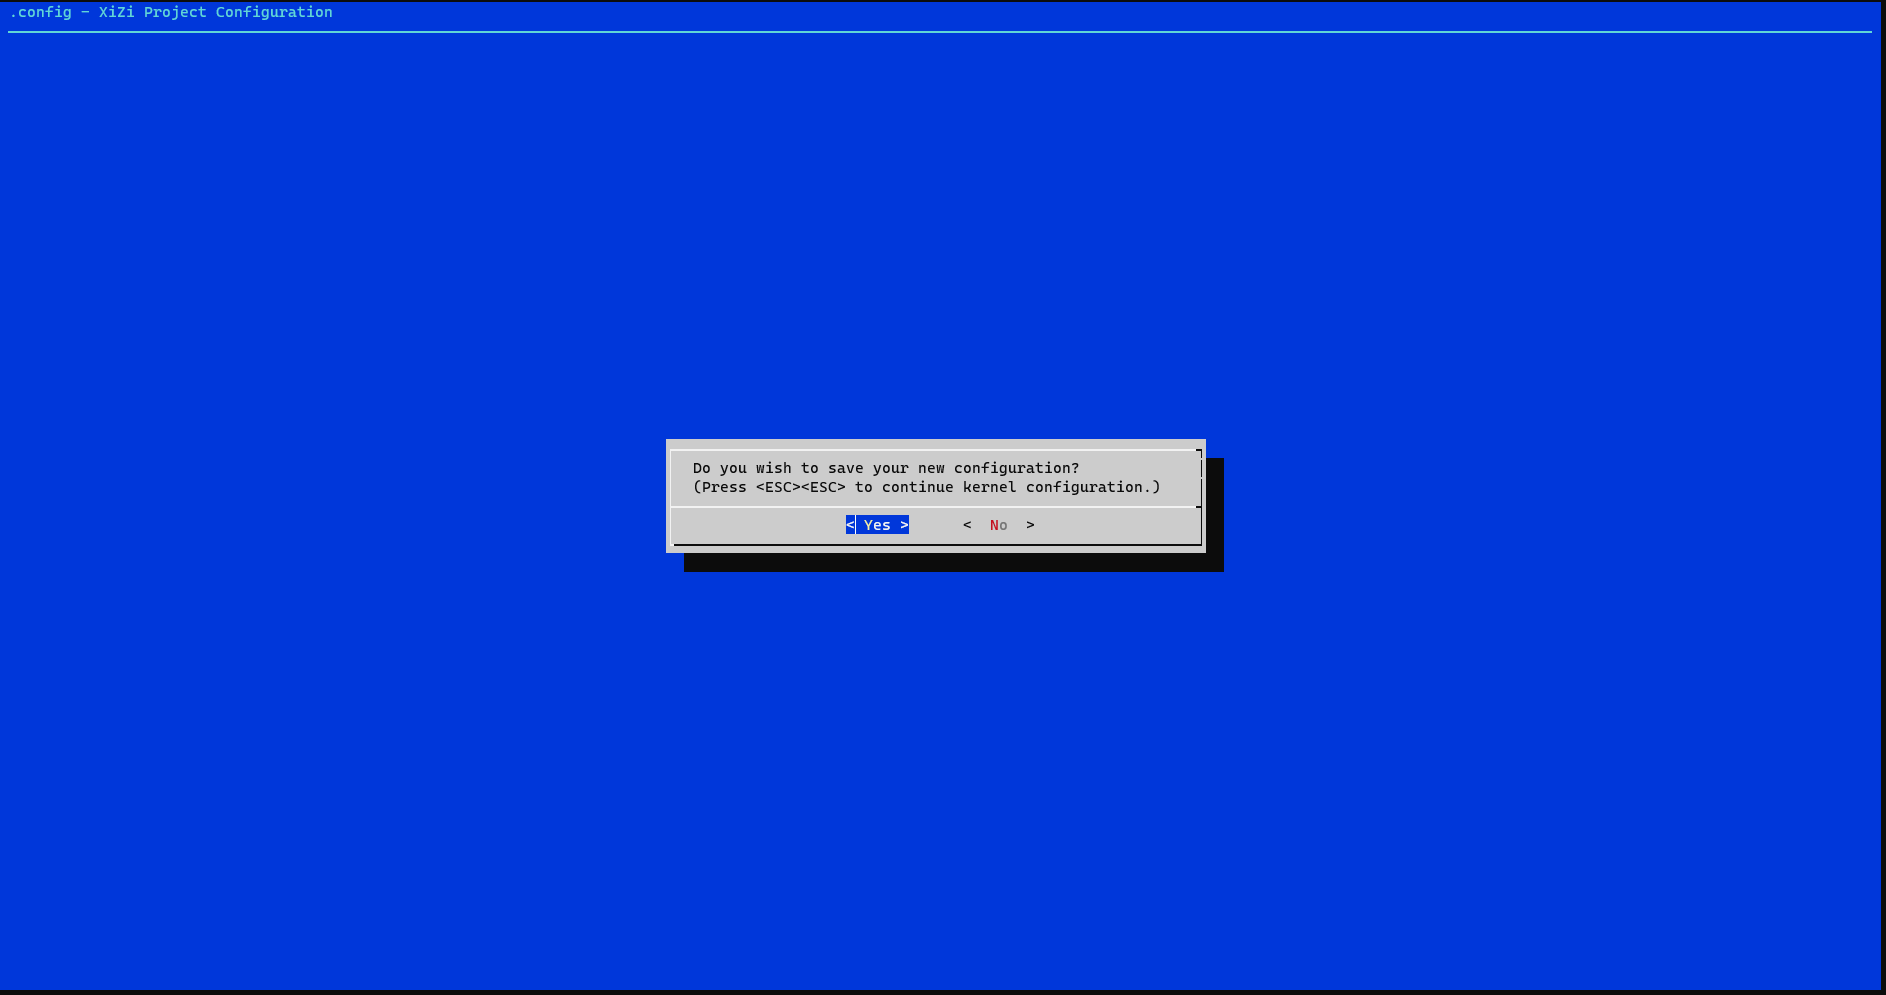 .config - XiZi Project Configuration
Do you wish to save your new configuration?
(Press <ESC><ESC> to continue kernel configuration.)
< Yes >      <  No  >